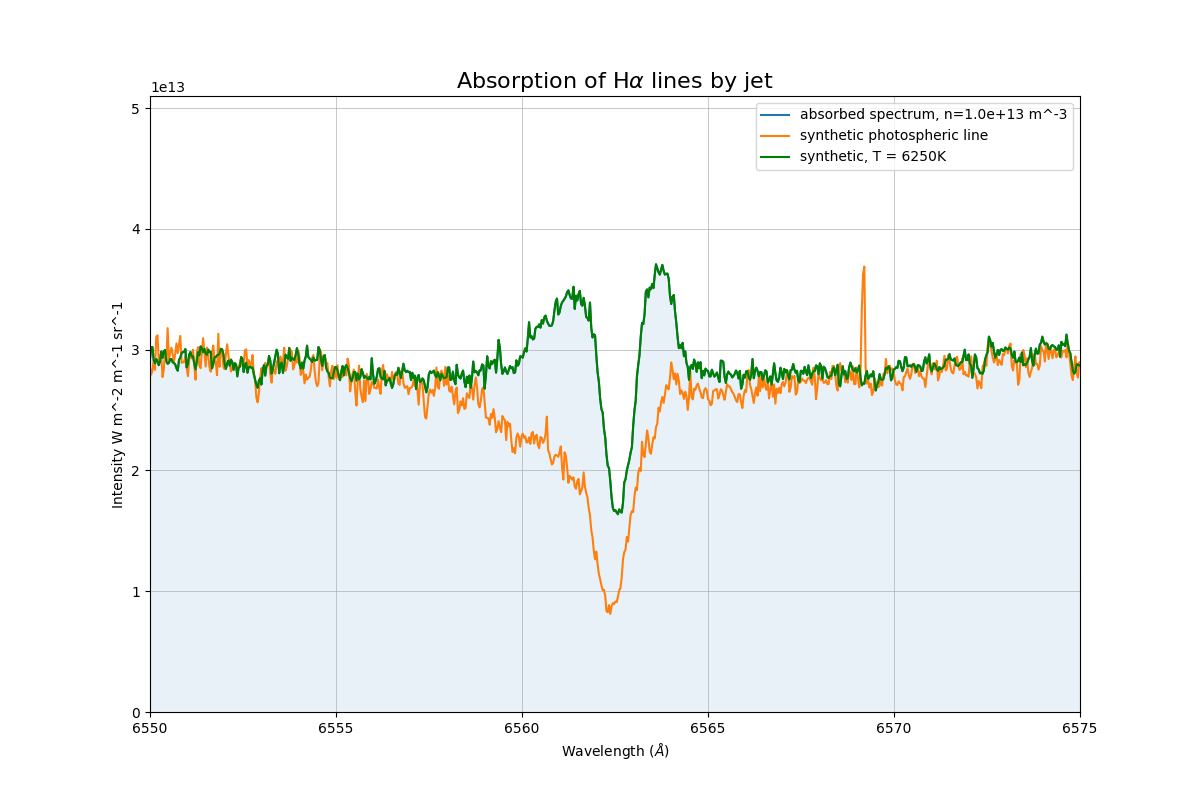 Absorption of Hα lines by jet
1e13
absorbed spectrum, n=1.0e+13 m^-3
synthetic photospheric line
synthetic, T = 6250K
5
4
3
2
1
0
Intensity W m^-2 m^-1 sr^-1
6550 6555 6560 6565 6570 6575
Wavelength (Å)